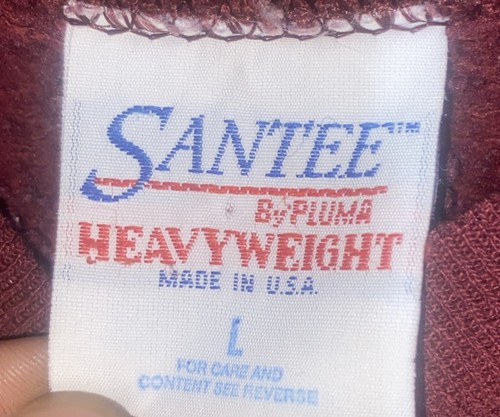 SANTEE™
By PLUMA
HEAVYWEIGHT
MADE IN U.S.A.
L
FOR CARE AND
CONTENT SEE REVERSE